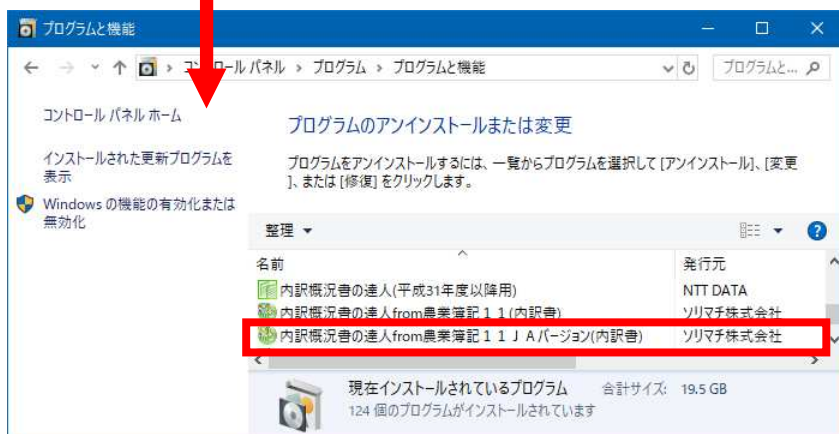 プログラムと機能
コントロール パネル › プログラム › プログラムと機能
プログラムと...
コントロール パネル ホーム
インストールされた更新プログラムを
表示
Windows の機能の有効化または
無効化
プログラムのアンインストールまたは変更
プログラムをアンインストールするには、一覧からプログラムを選択して [アンインストール]、[変更
]、または [修復] をクリックします。
整理
名前 発行元
内訳概況書の達人(平成31年度以降用) NTT DATA
内訳概況書の達人from農業簿記１１(内訳書) ソリマチ株式会社
内訳概況書の達人from農業簿記１１ＪＡバージョン(内訳書) ソリマチ株式会社
現在インストールされているプログラム 合計サイズ: 19.5 GB
124 個のプログラムがインストールされています